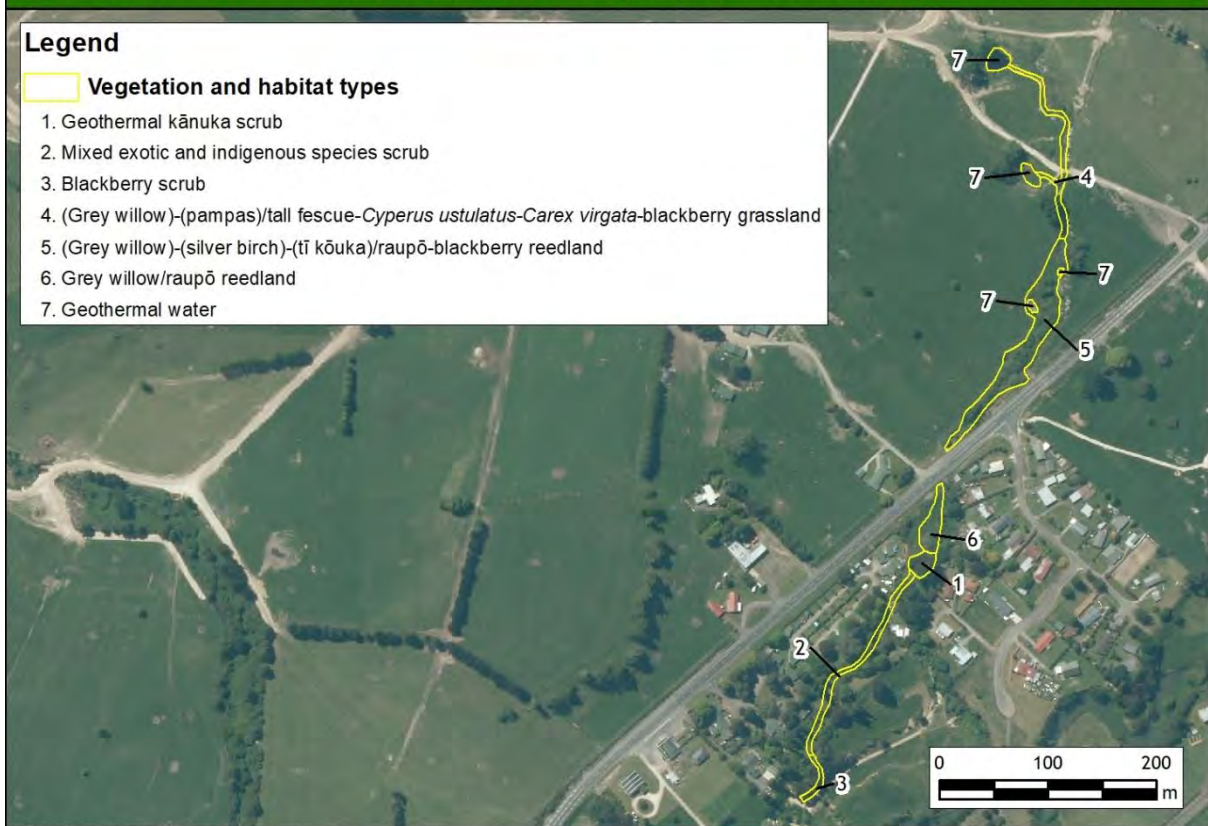 Legend
Vegetation and habitat types
1. Geothermal kānuka scrub
2. Mixed exotic and indigenous species scrub
3. Blackberry scrub
4. (Grey willow)-(pampas)/tall fescue-Cyperus ustulatus-Carex virgata-blackberry grassland
5. (Grey willow)-(silver birch)-(tī kōuka)/raupō-blackberry reedland
6. Grey willow/raupō reedland
7. Geothermal water
7
7
4
7
7
5
6
1
2
3
0 100 200
m